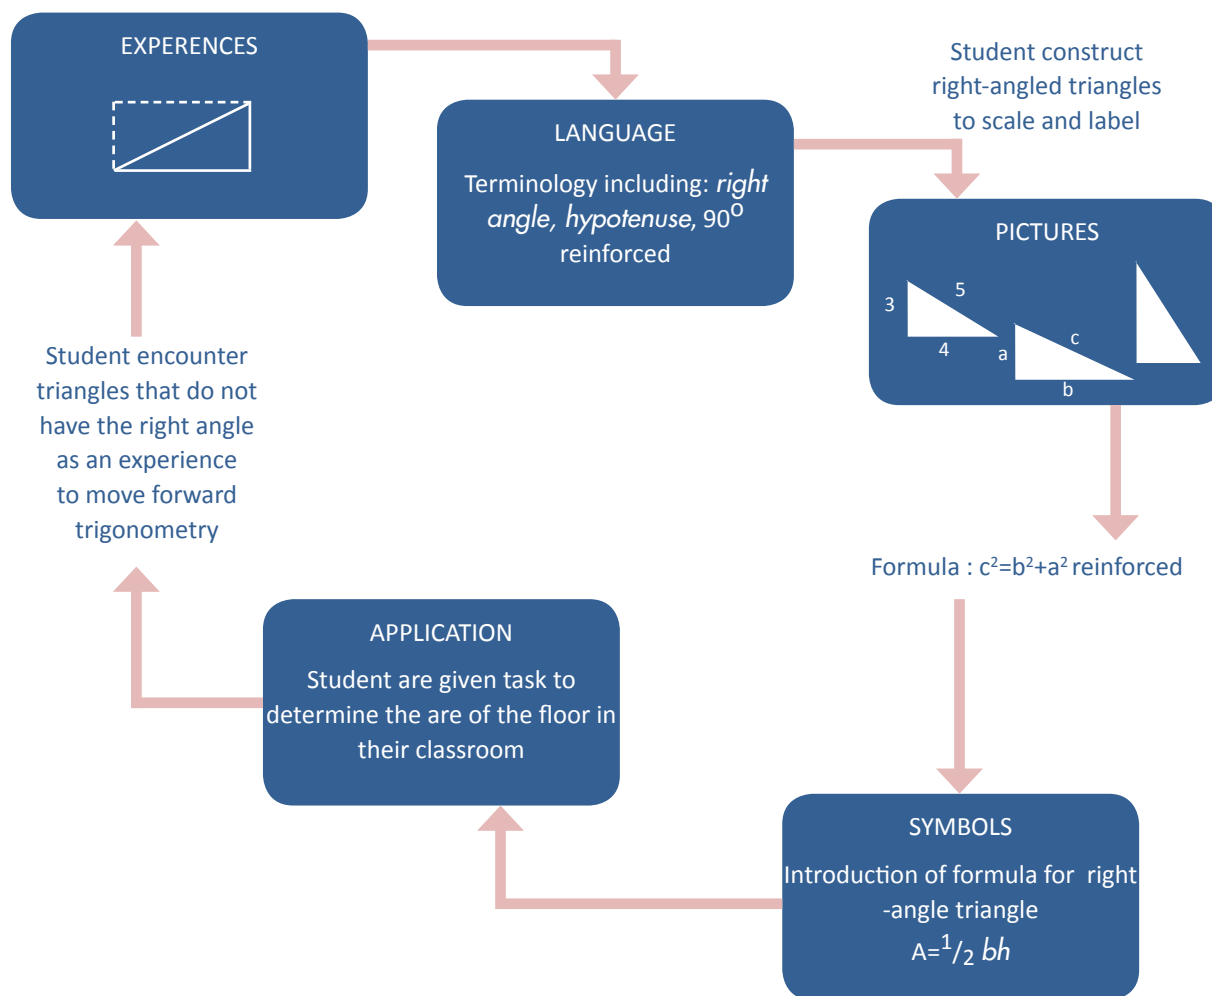 EXPERENCES
LANGUAGE
Terminology including: right
angle, hypotenuse, 90⁰
reinforced
Student construct
right-angled triangles
to scale and label
PICTURES
3
5
4
a
c
b
Formula : c²=b²+a² reinforced
SYMBOLS
Introduction of formula for right
-angle triangle
A=¹/₂ bh
APPLICATION
Student are given task to
determine the are of the floor in
their classroom
Student encounter
triangles that do not
have the right angle
as an experience
to move forward
trigonometry